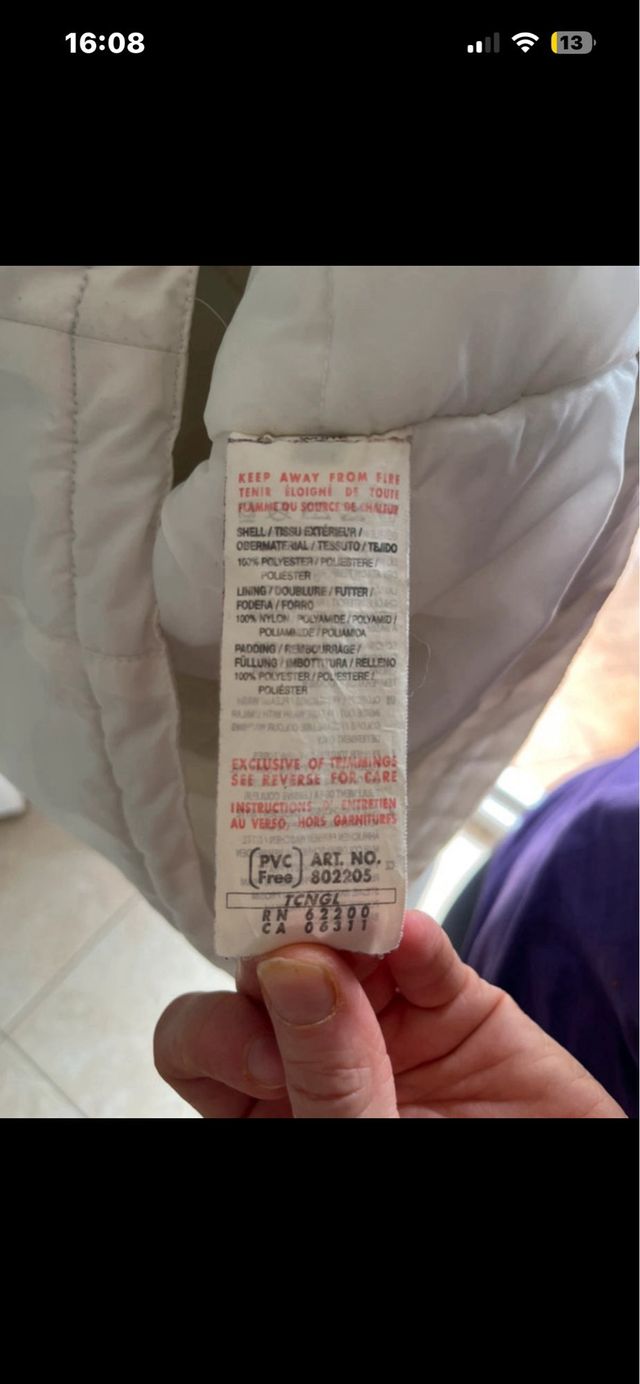 16:08
13
KEEP AWAY FROM FIRE
TENIR ÉLOIGNÉ DE TOUTE
FLAMME OU SOURCE DE CHALEUR
SHELL / TISSU EXTÉRIEUR /
OBERMATERIAL / TESSUTO / TEJIDO
100% POLYESTER / POLIESTERE /
POLIESTER
LINING / DOUBLURE / FUTTER /
FODERA / FORRO
100% NYLON POLYAMIDE / POLYAMID /
POLIAMMIDE / POLIAMIDA
PADDING / REMBOURRAGE /
FÜLLUNG / IMBOTTITURA / RELLENO
100% POLYESTER / POLIESTERE /
POLIÉSTER
EXCLUSIVE OF TRIMMINGS
SEE REVERSE FOR CARE
INSTRUCTIONS D' ENTRETIEN
AU VERSO, HORS GARNITURES
PVC Free ART. NO. 802205
TCNGL
RN 62200
CA 06311